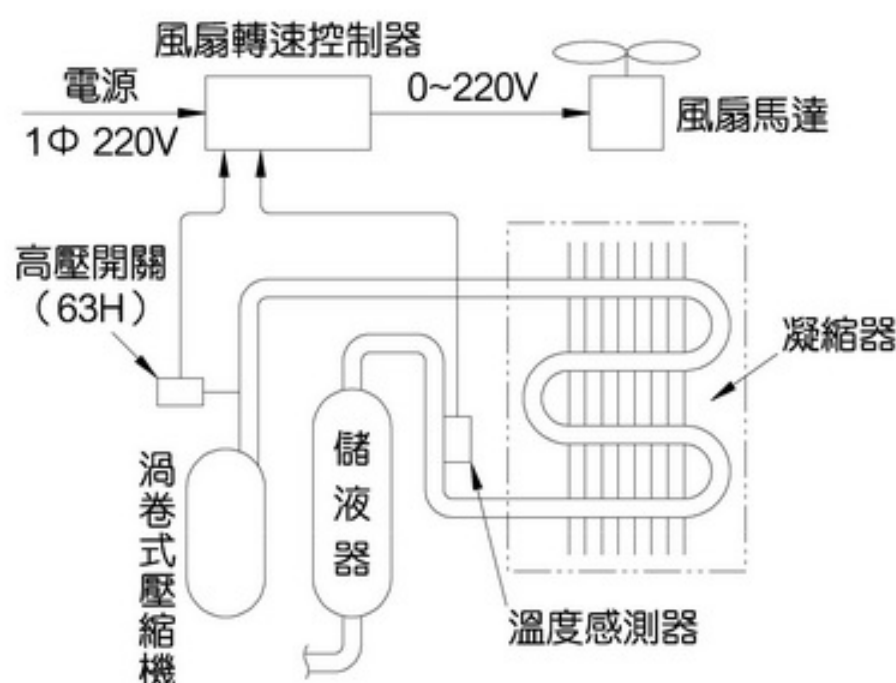 風扇轉速控制器
電源
1Φ 220V
0~220V
風扇馬達
高壓開關
（63H）
凝縮器
渦卷式壓縮機
儲液器
溫度感測器